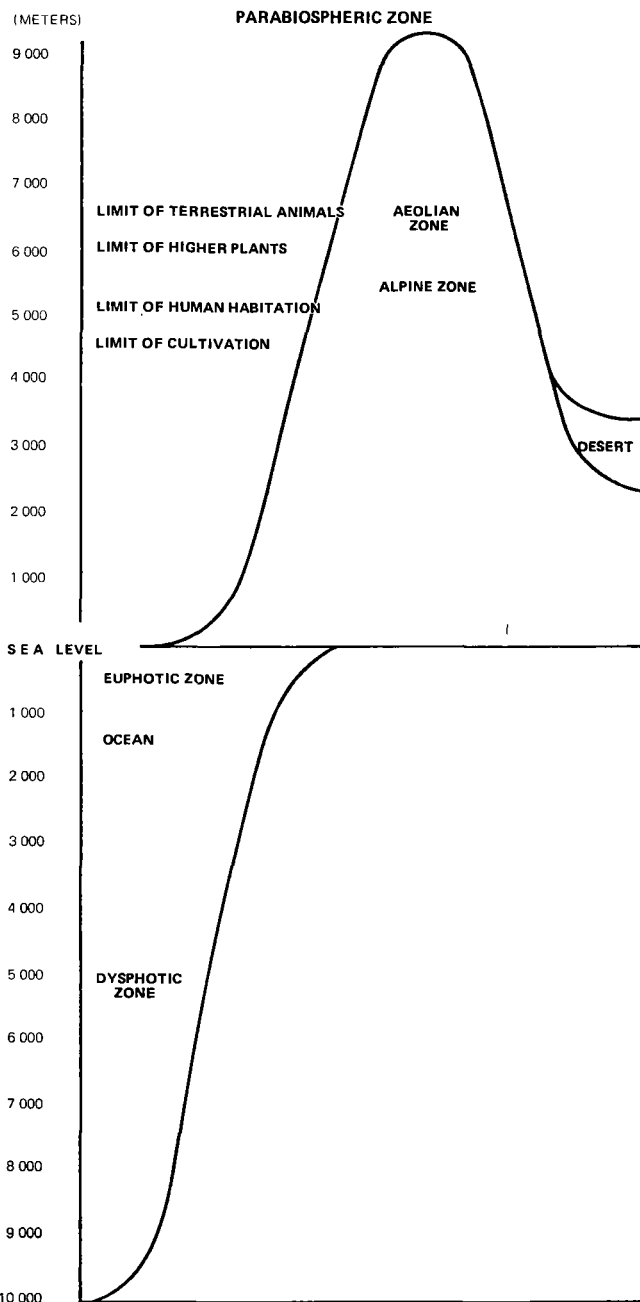 (METERS)
PARABIOSPHERIC ZONE
9 000
8 000
7 000
LIMIT OF TERRESTRIAL ANIMALS
AEOLIAN
ZONE
6 000
LIMIT OF HIGHER PLANTS
ALPINE ZONE
5 000
LIMIT OF HUMAN HABITATION
LIMIT OF CULTIVATION
4 000
3 000
DESERT
2 000
1 000
SEA LEVEL
EUPHOTIC ZONE
1 000
OCEAN
2 000
3 000
4 000
5 000
DYSPHOTIC
ZONE
6 000
7 000
8 000
9 000
10 000